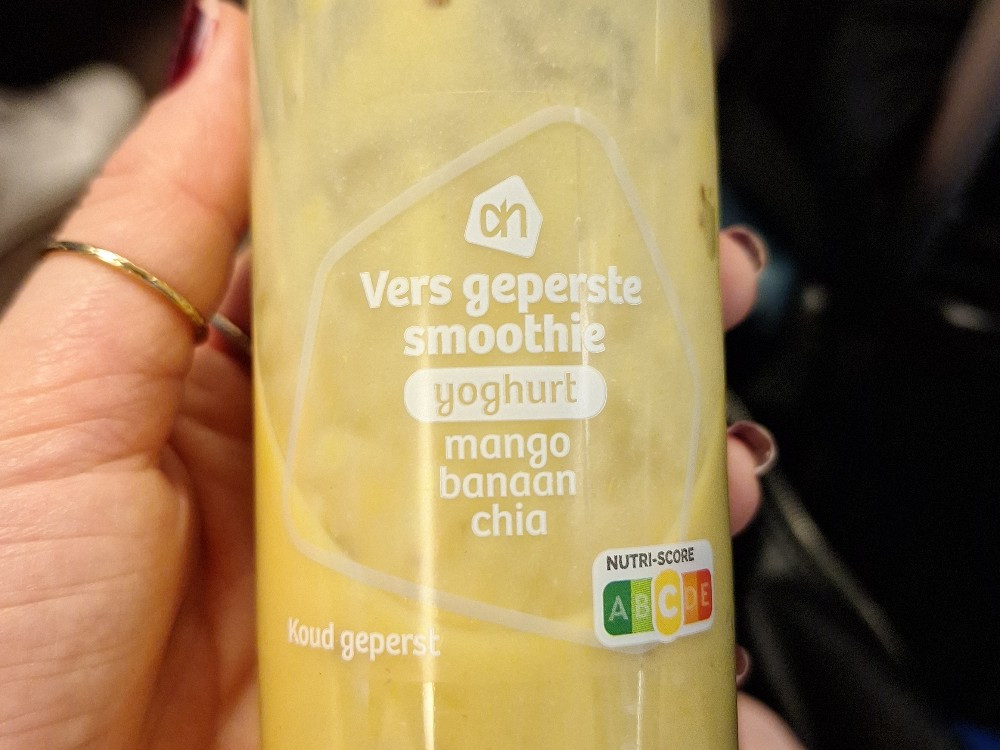 ah
Vers geperste
smoothie
yoghurt
mango
banaan
chia
NUTRI-SCORE
A B C D E
Koud geperst